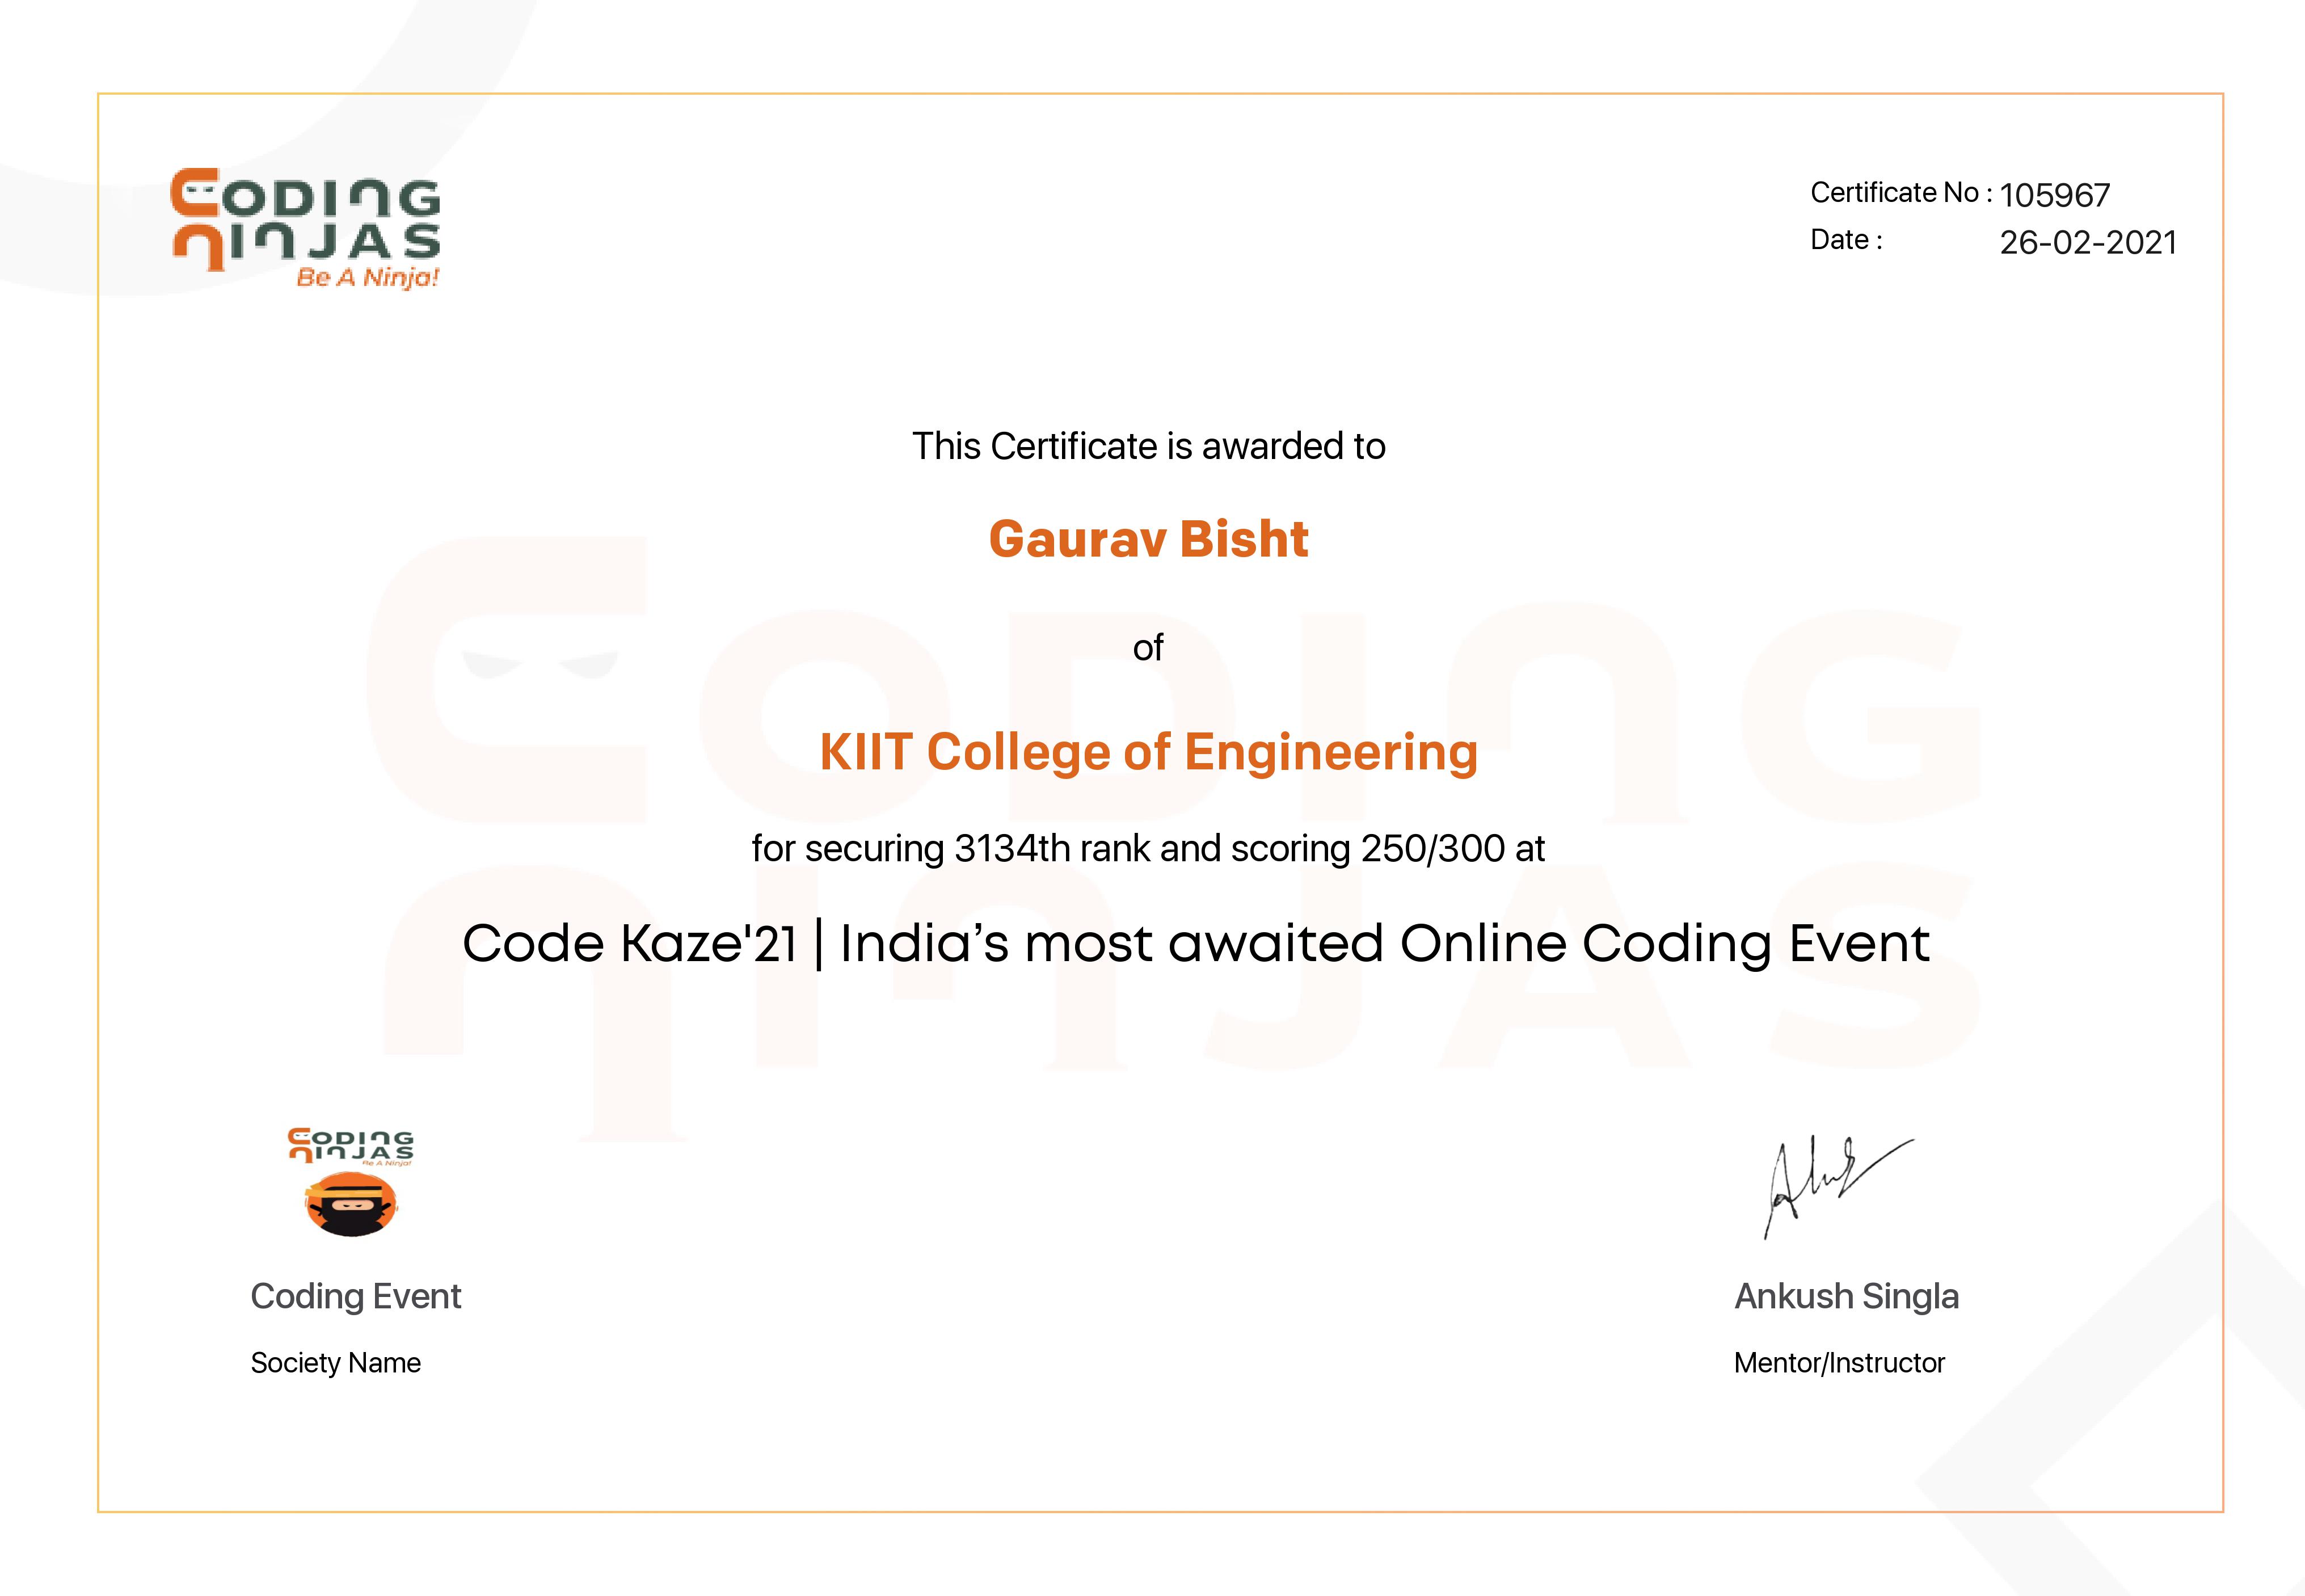 CODING
NINJAS
Be A Ninja!
Certificate No : 105967
Date : 26-02-2021
This Certificate is awarded to
Gaurav Bisht
of
KIIT College of Engineering
for securing 3134th rank and scoring 250/300 at
Code Kaze'21 | India’s most awaited Online Coding Event
CODING
NINJAS
CODING
NINJAS
Be A Ninja!
Coding Event
Society Name
Ankush Singla
Mentor/Instructor